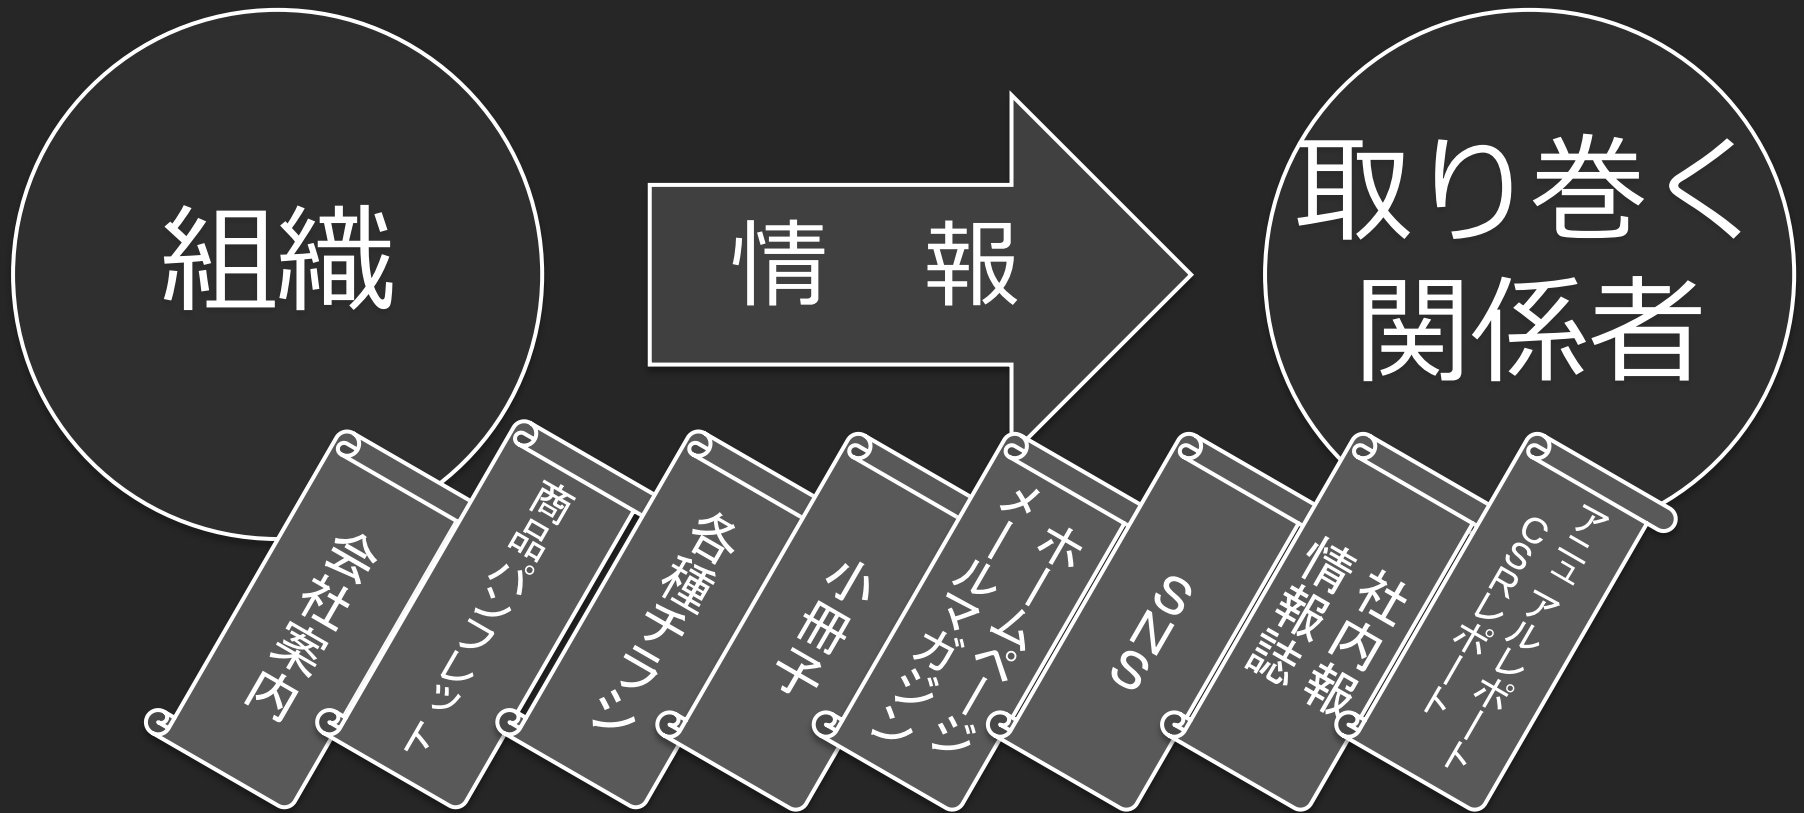 組織
情　報
取り巻く
関係者
会社案内
商品パンフレット
各種チラシ
小冊子
ホームページ
メールマガジン
SNS
社内報
情報誌
アニュアルレポート
CSRレポート